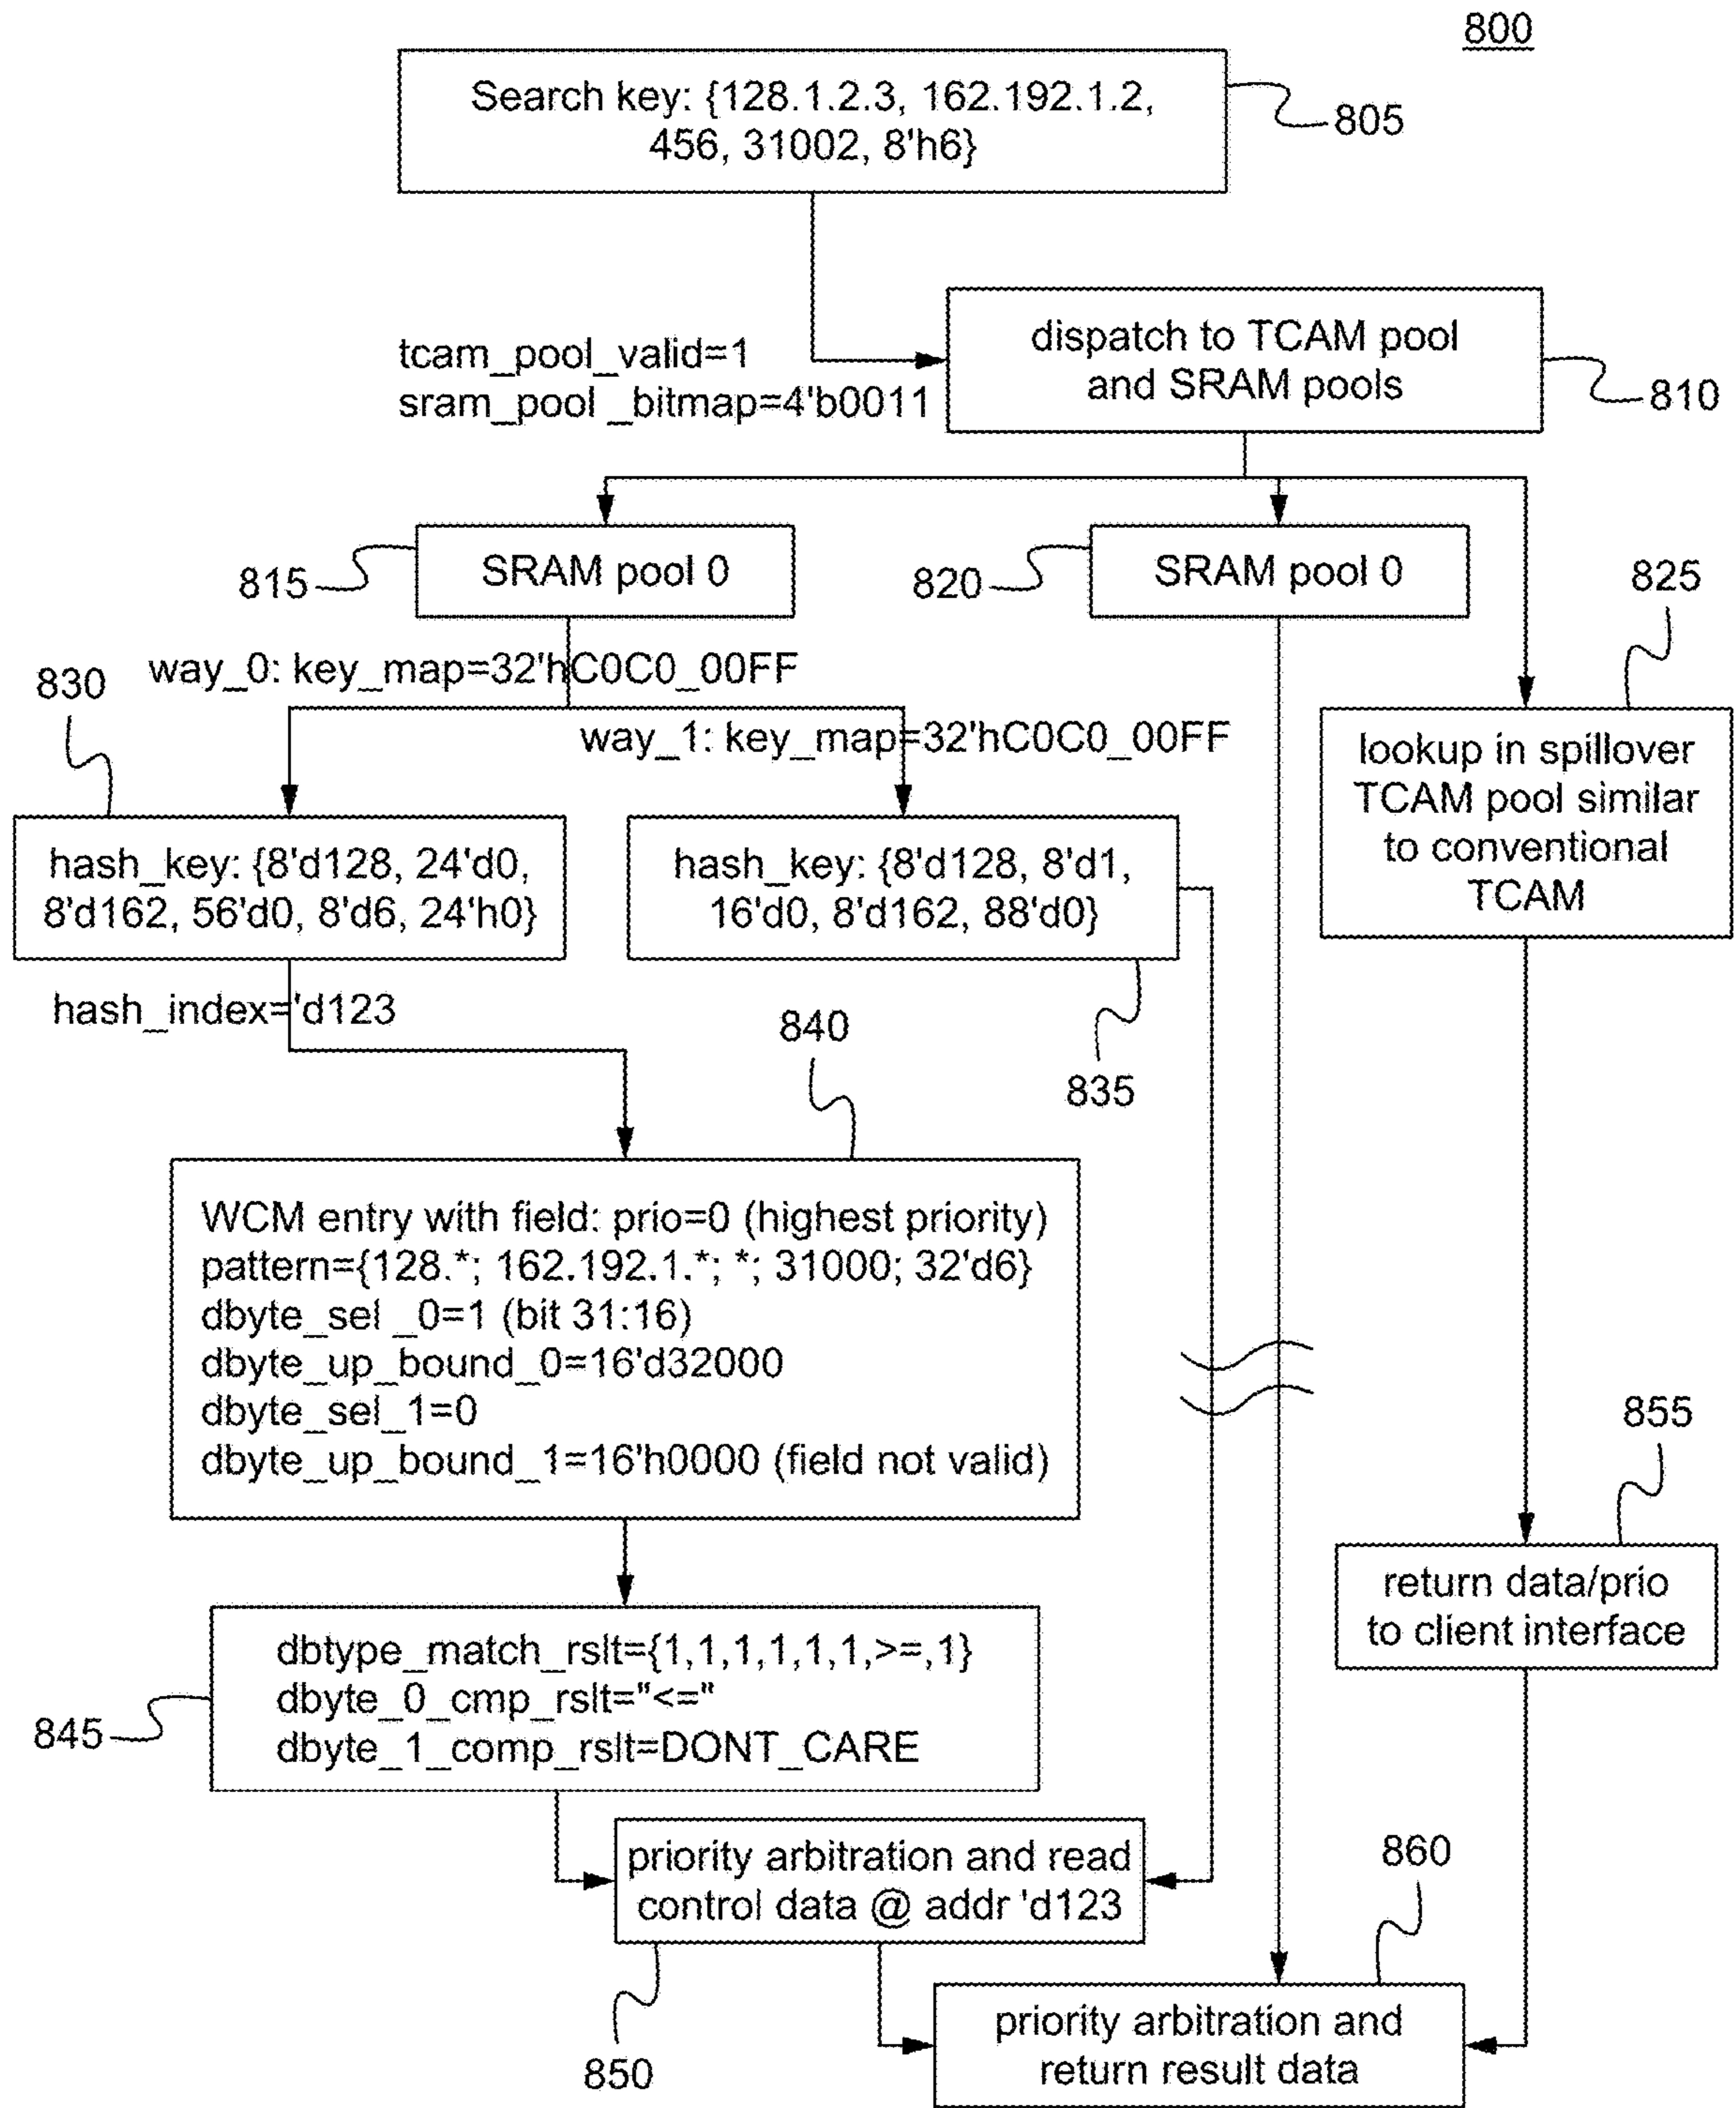 800
Search key: {128.1.2.3, 162.192.1.2,
456, 31002, 8'h6}
805
dispatch to TCAM pool
and SRAM pools
810
tcam_pool_valid=1
sram_pool _bitmap=4'b0011
SRAM pool 0
815
SRAM pool 0
820
825
way_0: key_map=32'hC0C0_00FF
830
way_1: key_map=32'hC0C0_00FF
lookup in spillover
TCAM pool similar
to conventional
TCAM
hash_key: {8'd128, 24'd0,
8'd162, 56'd0, 8'd6, 24'h0}
hash_key: {8'd128, 8'd1,
16'd0, 8'd162, 88'd0}
hash_index='d123
840
835
WCM entry with field: prio=0 (highest priority)
pattern={128.*; 162.192.1.*; *; 31000; 32'd6}
dbyte_sel _0=1 (bit 31:16)
dbyte_up_bound_0=16'd32000
dbyte_sel_1=0
dbyte_up_bound_1=16'h0000 (field not valid)
855
return data/prio
to client interface
dbtype_match_rslt={1,1,1,1,1,1,>=,1}
dbyte_0_cmp_rslt="<="
dbyte_1_comp_rslt=DONT_CARE
845
priority arbitration and read
control data @ addr 'd123
850
860
priority arbitration and
return result data